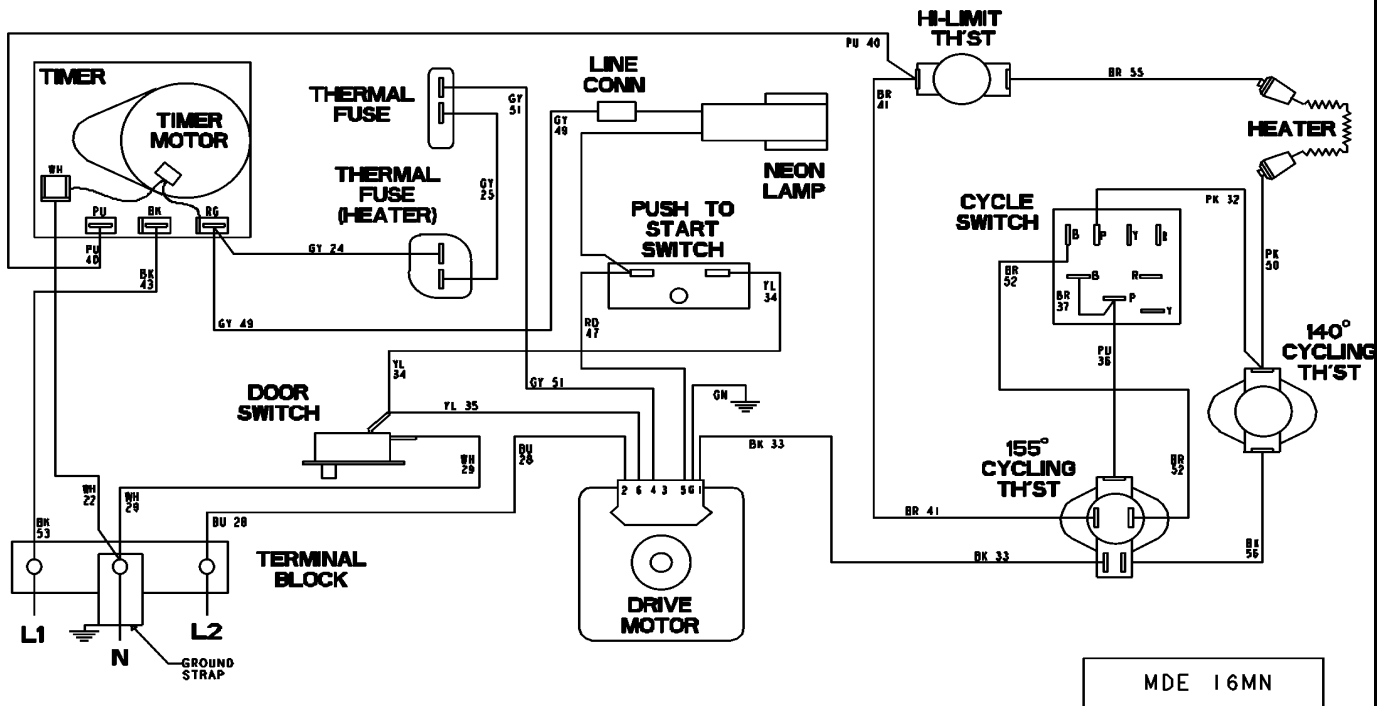 HI-LIMIT
TH'ST
PU 40
BR 55
BR
41
TIMER
TIMER
MOTOR
THERMAL
FUSE
GY
51
LINE
CONN
GY
49
HEATER
NEON
LAMP
WH
THERMAL
FUSE
(HEATER)
GY
25
PUSH TO
START
SWITCH
CYCLE
SWITCH
PK 32
PU
BK
RG
B
P
Y
R
PU
40
GY 24
PK
50
BK
43
BR
52
B
R
BR
37
P
Y
YL
34
GY 49
RD
47
140°
CYCLING
TH'ST
PU
36
YL
34
GY 51
DOOR
SWITCH
YL 35
GN
BK 33
155°
CYCLING
TH'ST
BU
28
WH
29
BR
52
WH
22
WH
29
2 6 4 3 5 G 1
BK
53
BU 28
BR 41
BK
56
TERMINAL
BLOCK
BK 33
DRIVE
MOTOR
L1
N
L2
GROUND
STRAP
MDE 16MN